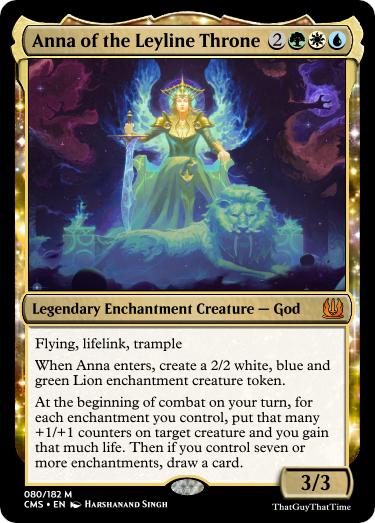 Anna of the Leyline Throne 2
Legendary Enchantment Creature — God
Flying, lifelink, trample
When Anna enters, create a 2/2 white, blue and
green Lion enchantment creature token.
At the beginning of combat on your turn, for
each enchantment you control, put that many
+1/+1 counters on target creature and you gain
that much life. Then if you control seven or
more enchantments, draw a card.
3/3
080/182 M
CMS • EN Harshanand Singh
ThatGuyThatTime